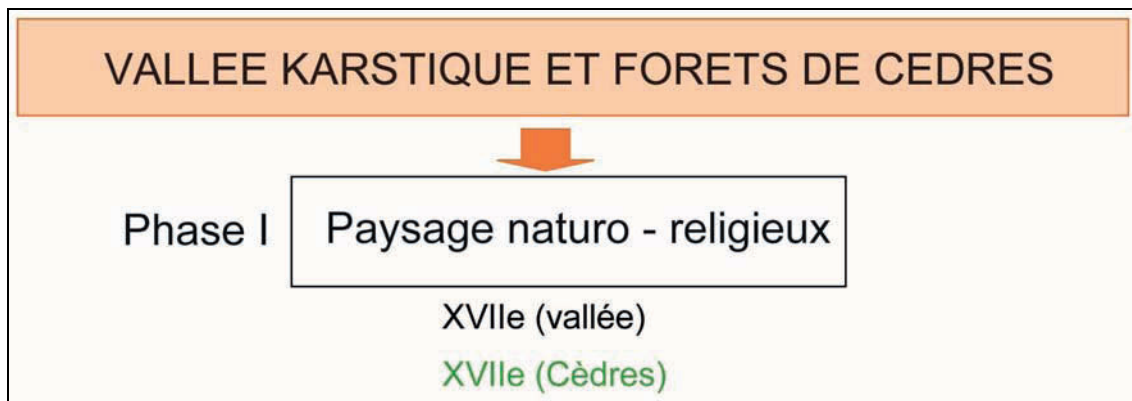 VALLEE KARSTIQUE ET FORETS DE CEDRES
Phase I
Paysage naturo - religieux
XVIIe (vallée)
XVIIe (Cèdres)